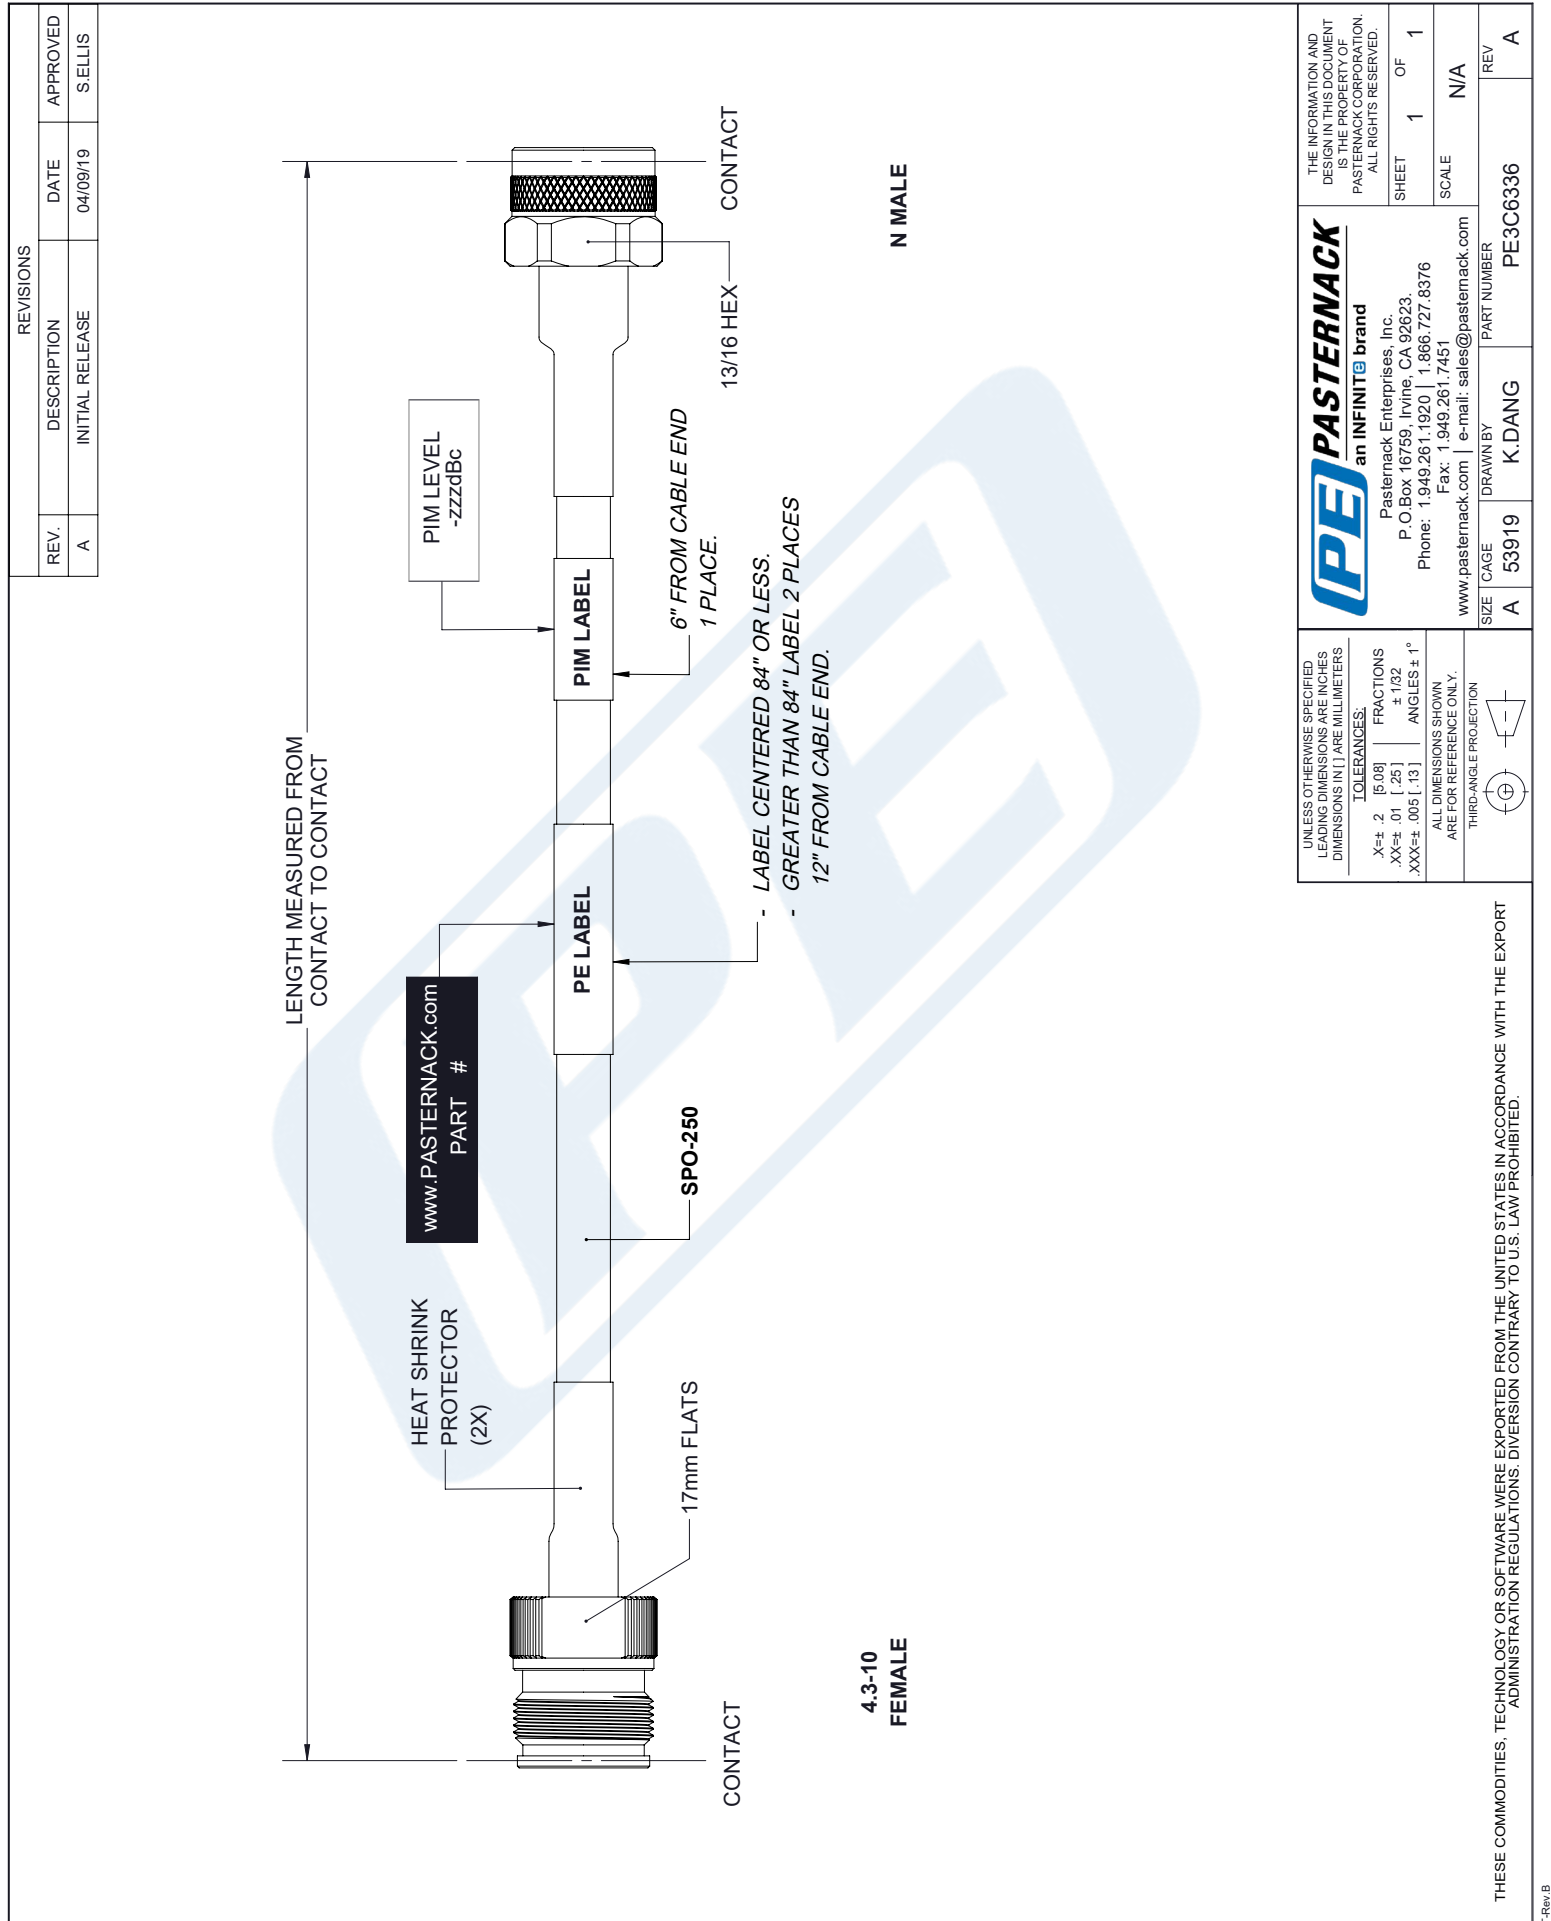 REVISIONS
REV. DESCRIPTION DATE APPROVED
A INITIAL RELEASE 04/09/19 S.ELLIS
LENGTH MEASURED FROM
CONTACT TO CONTACT
HEAT SHRINK
PROTECTOR
(2X)
www.PASTERNACK.com
PART #
PIM LEVEL
-zzzdBc
PE LABEL
PIM LABEL
17mm FLATS
SPO-250
6" FROM CABLE END
1 PLACE.
13/16 HEX
CONTACT
CONTACT
- LABEL CENTERED 84" OR LESS.
- GREATER THAN 84" LABEL 2 PLACES
12" FROM CABLE END.
4.3-10
FEMALE
N MALE
UNLESS OTHERWISE SPECIFIED
LEADING DIMENSIONS ARE INCHES
DIMENSIONS IN [ ] ARE MILLIMETERS
TOLERANCES:
.X=± .2 [5.08] FRACTIONS
.XX=± .01 [ .25] ± 1/32
.XXX=± .005 [ .13] ANGLES ± 1°
ALL DIMENSIONS SHOWN
ARE FOR REFERENCE ONLY.
THIRD-ANGLE PROJECTION
PE PASTERNACK
an INFINITe brand
Pasternack Enterprises, Inc.
P.O.Box 16759, Irvine, CA 92623.
Phone: 1.949.261.1920 | 1.866.727.8376
Fax: 1.949.261.7451
www.pasternack.com | e-mail: sales@pasternack.com
THE INFORMATION AND
DESIGN IN THIS DOCUMENT
IS THE PROPERTY OF
PASTERNACK CORPORATION.
ALL RIGHTS RESERVED.
SHEET 1 OF 1
SCALE N/A
SIZE A
CAGE 53919
DRAWN BY K.DANG
PART NUMBER PE3C6336
REV A
THESE COMMODITIES, TECHNOLOGY OR SOFTWARE WERE EXPORTED FROM THE UNITED STATES IN ACCORDANCE WITH THE EXPORT
ADMINISTRATION REGULATIONS. DIVERSION CONTRARY TO U.S. LAW PROHIBITED.
-Rev.B